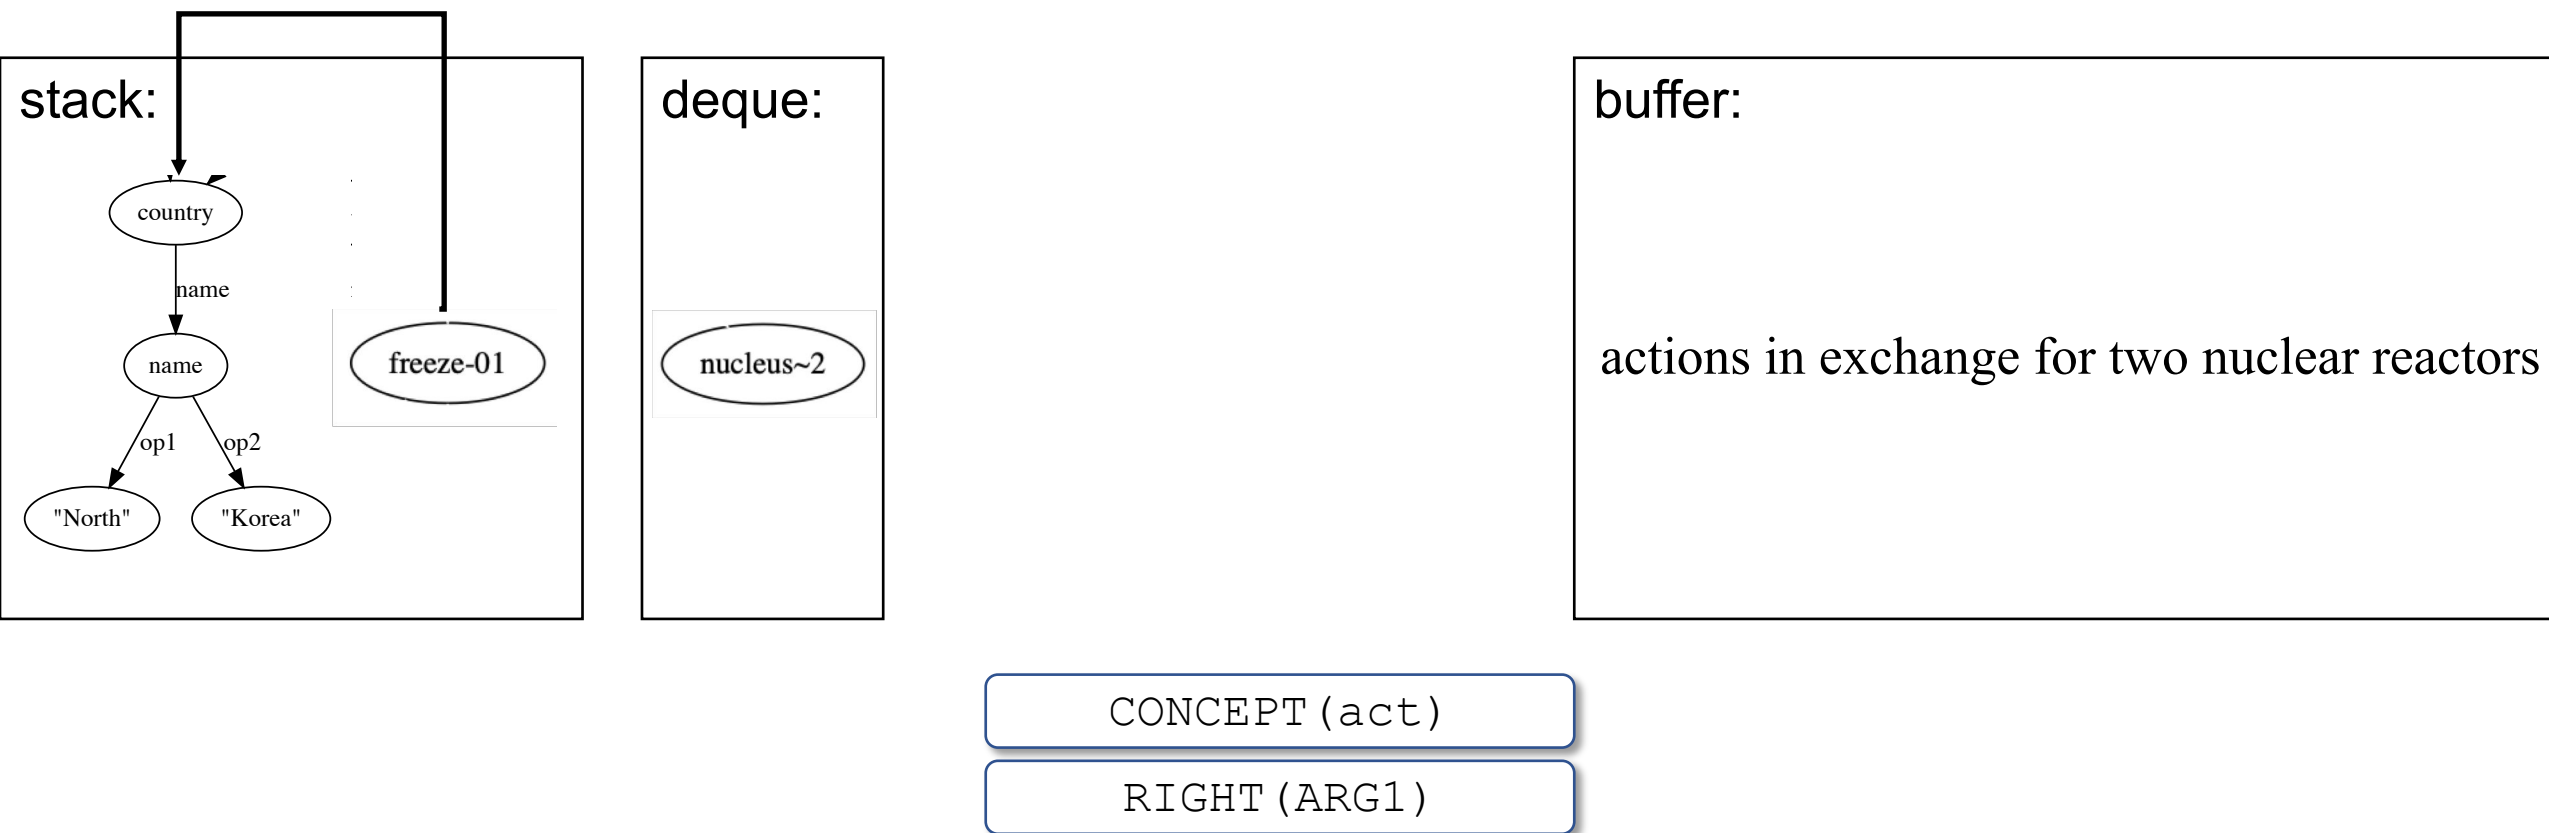 stack:
deque:
buffer:
country
name
name
freeze-01
nucleus~2
actions in exchange for two nuclear reactors
op1
op2
"North"
"Korea"
CONCEPT(act)
RIGHT(ARG1)